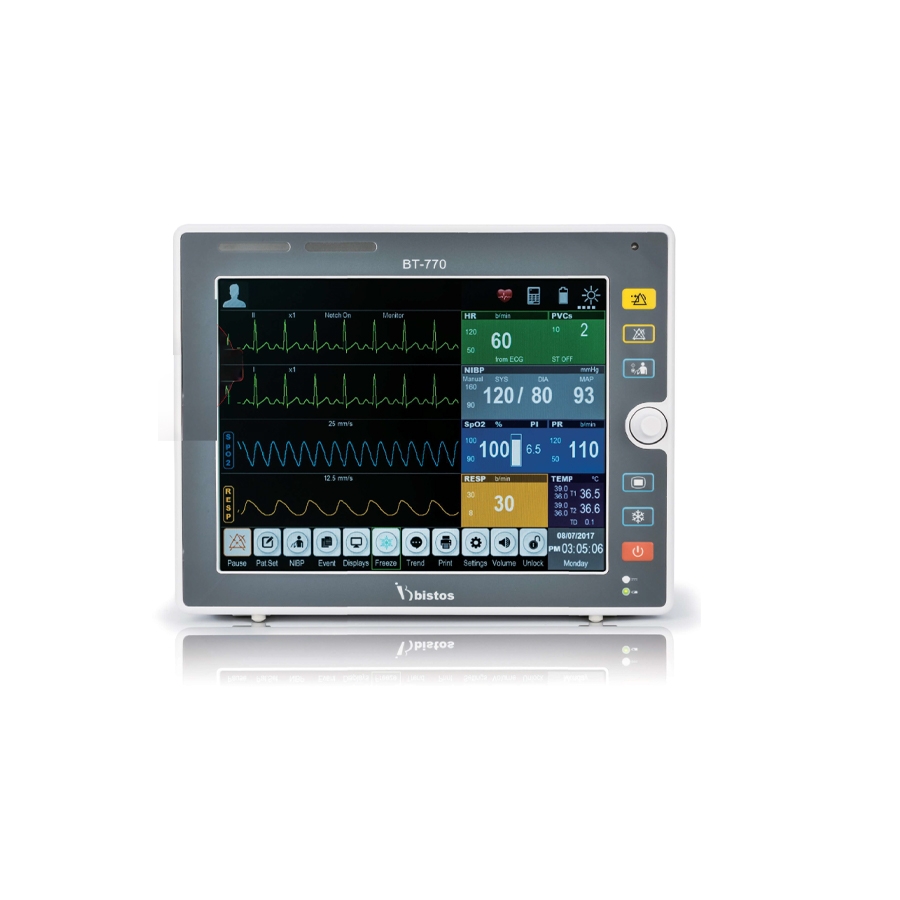 BT-770
II x1 Notch On Monitor
HR b/min PVCs
120 10 2
60
50
from ECG ST OFF
I x1
NIBP mmHg
Manual SYS DIA MAP
160
120/ 80 93
90
25 mm/s
SpO2 % PI PR b/min
SPO2
100 120
100 6.5 110
90 50
12.5 mm/s
RESP b/min TEMP °C
RESP
30 39.0 T1 36.5
36.0
30
39.0 T2 36.6
8 36.0
TD 0.1
08/07/2017
PM 03:05:06
Monday
Pause Pat Set NIBP Event Displays Freeze Trend Print Settings Volume Unlock
bistos